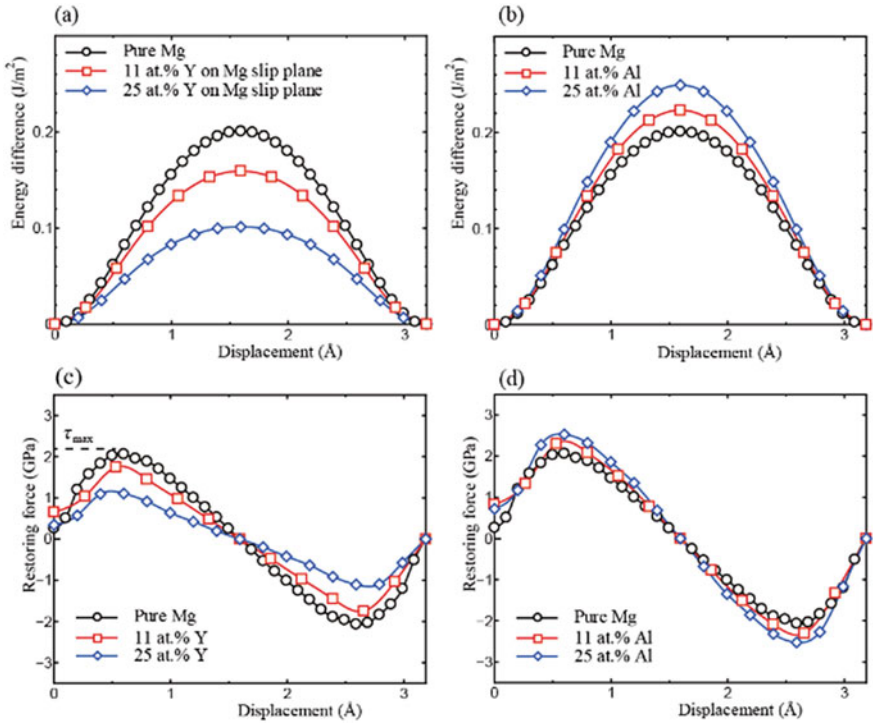 (a)
Pure Mg
11 at.% Y on Mg slip plane
25 at.% Y on Mg slip plane
Energy difference (J/m²)
0.2
0.1
0
0 1 2 3
Displacement (Å)
(b)
Pure Mg
11 at.% Al
25 at.% Al
Energy difference (J/m²)
0.2
0.1
0
0 1 2 3
Displacement (Å)
(c)
τmax
Restoring force (GPa)
3
2
1
0
−1
−2
−3
Pure Mg
11 at.% Y
25 at.% Y
0 1 2 3
Displacement (Å)
(d)
Restoring force (GPa)
3
2
1
0
−1
−2
−3
Pure Mg
11 at.% Al
25 at.% Al
0 1 2 3
Displacement (Å)